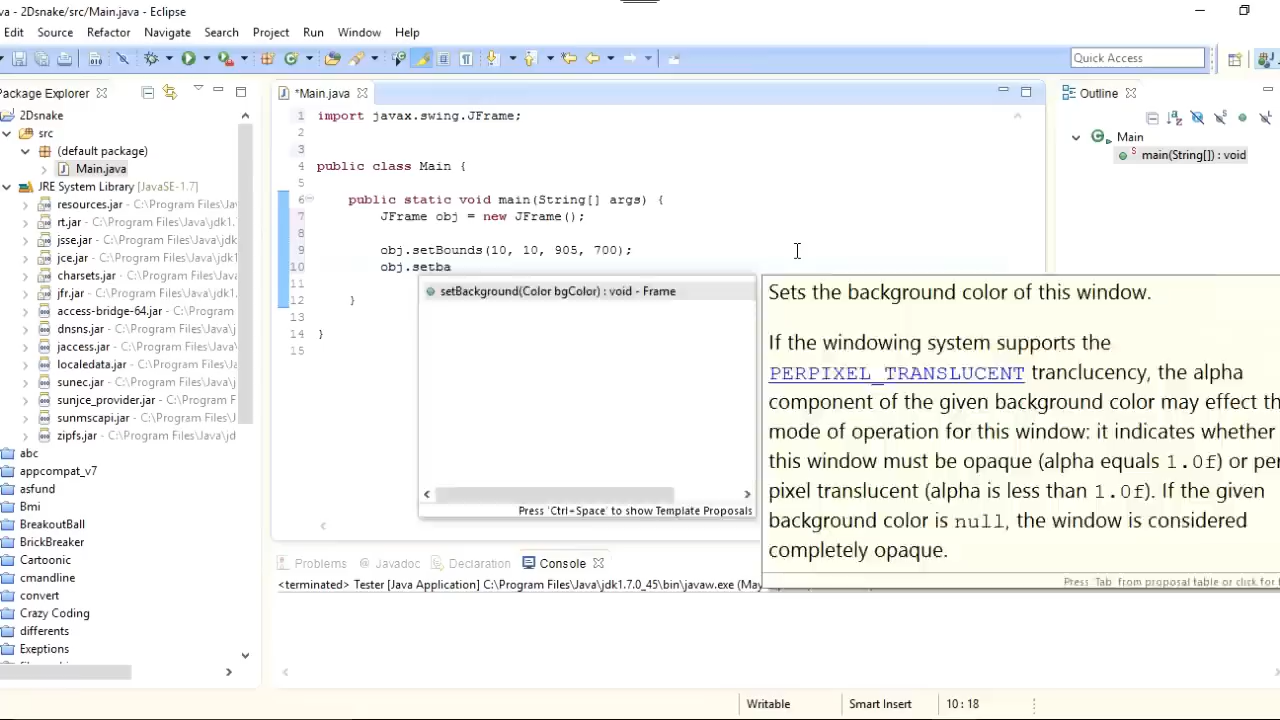 va - 2Dsnake/src/Main.java - Eclipse
Edit Source Refactor Navigate Search Project Run Window Help
Quick Access
Package Explorer
2Dsnake
src
(default package)
Main.java
JRE System Library [JavaSE-1.7]
resources.jar - C:\Program Files\Java\jdk1.
rt.jar - C:\Program Files\Java\jdk1.7.
jsse.jar - C:\Program Files\Java\jdk1
jce.jar - C:\Program Files\Java\jdk1.
charsets.jar - C:\Program Files\Java\
jfr.jar - C:\Program Files\Java\jdk1.
access-bridge-64.jar - C:\Program
dnsns.jar - C:\Program Files\Java\j
jaccess.jar - C:\Program Files\Java\
localedata.jar - C:\Program Files\Ja
sunec.jar - C:\Program Files\Java\j
sunjce_provider.jar - C:\Program Fi
sunmscapi.jar - C:\Program Files\J
zipfs.jar - C:\Program Files\Java\jd
abc
appcompat_v7
asfund
Bmi
BreakoutBall
BrickBreaker
Cartoonic
cmandline
convert
Crazy Coding
differents
Exeptions
*Main.java
1 import javax.swing.JFrame;
2
3
4 public class Main {
5
6 public static void main(String[] args) {
7 JFrame obj = new JFrame();
8
9 obj.setBounds(10, 10, 905, 700);
10 obj.setba
11
12 }
13
14 }
15
setBackground(Color bgColor) : void - Frame
Press 'Ctrl+Space' to show Template Proposals
Sets the background color of this window.
If the windowing system supports the
PERPIXEL_TRANSLUCENT tranclucency, the alpha
component of the given background color may effect th
mode of operation for this window: it indicates whether
this window must be opaque (alpha equals 1.0f) or per
pixel translucent (alpha is less than 1.0f). If the given
background color is null, the window is considered
completely opaque.
Press 'Tab' from proposal table or click for f
Outline
Main
main(String[]) : void
Problems Javadoc Declaration Console
<terminated> Tester [Java Application] C:\Program Files\Java\jdk1.7.0_45\bin\javaw.exe (May
Writable Smart Insert 10 : 18